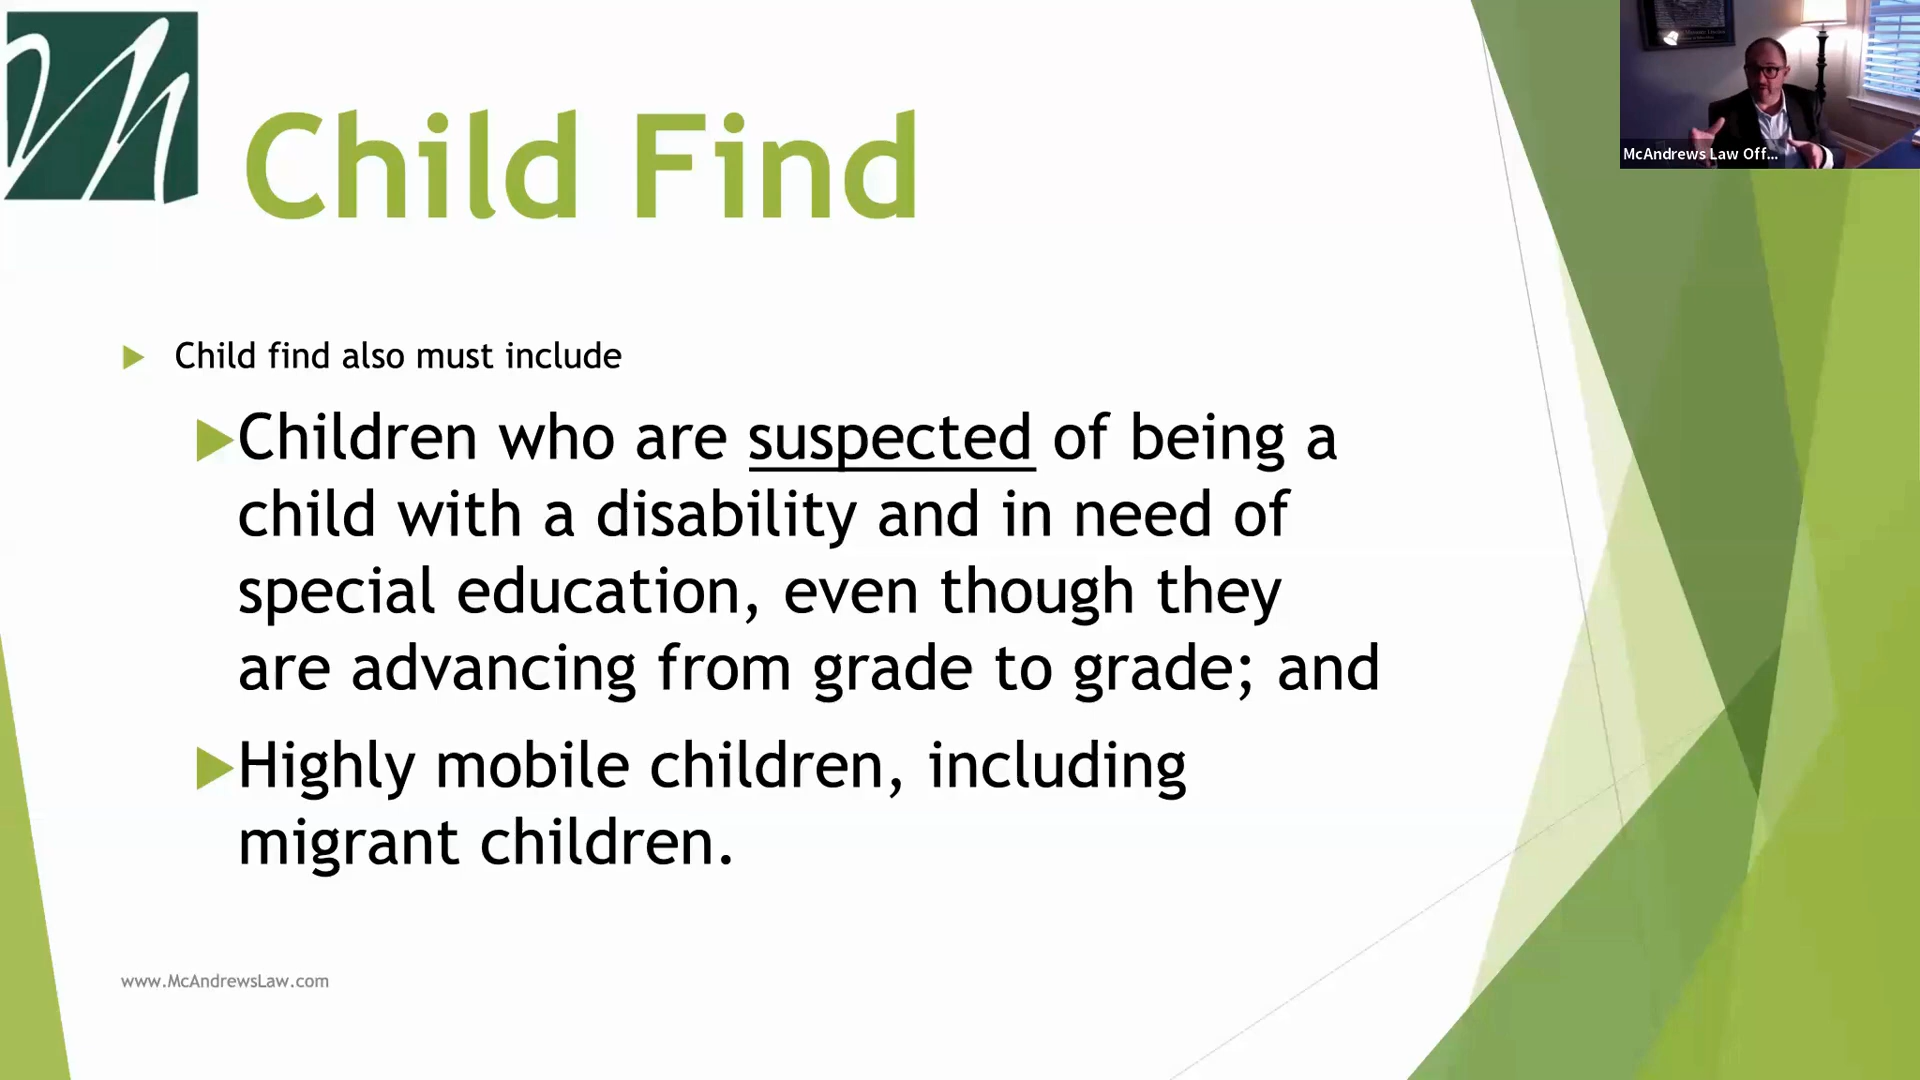 Child Find
McAndrews Law Off...
Child find also must include
Children who are suspected of being a
child with a disability and in need of
special education, even though they
are advancing from grade to grade; and
Highly mobile children, including
migrant children.
www.McAndrewsLaw.com